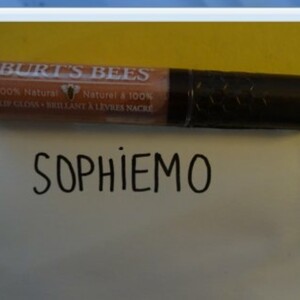 BURT'S BEES
100% Natural Naturel à 100%
LIP GLOSS • BRILLANT À LÈVRES NACRÉ
SOPHIEMO